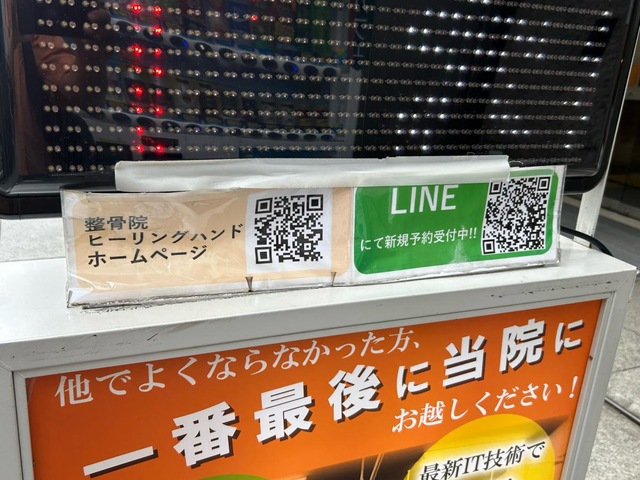 整骨院
ヒーリングハンド
ホームページ
LINE
にて新規予約受付中!!
他でよくならなかった方、
一番最後に当院に
お越しください!
最新IT技術で